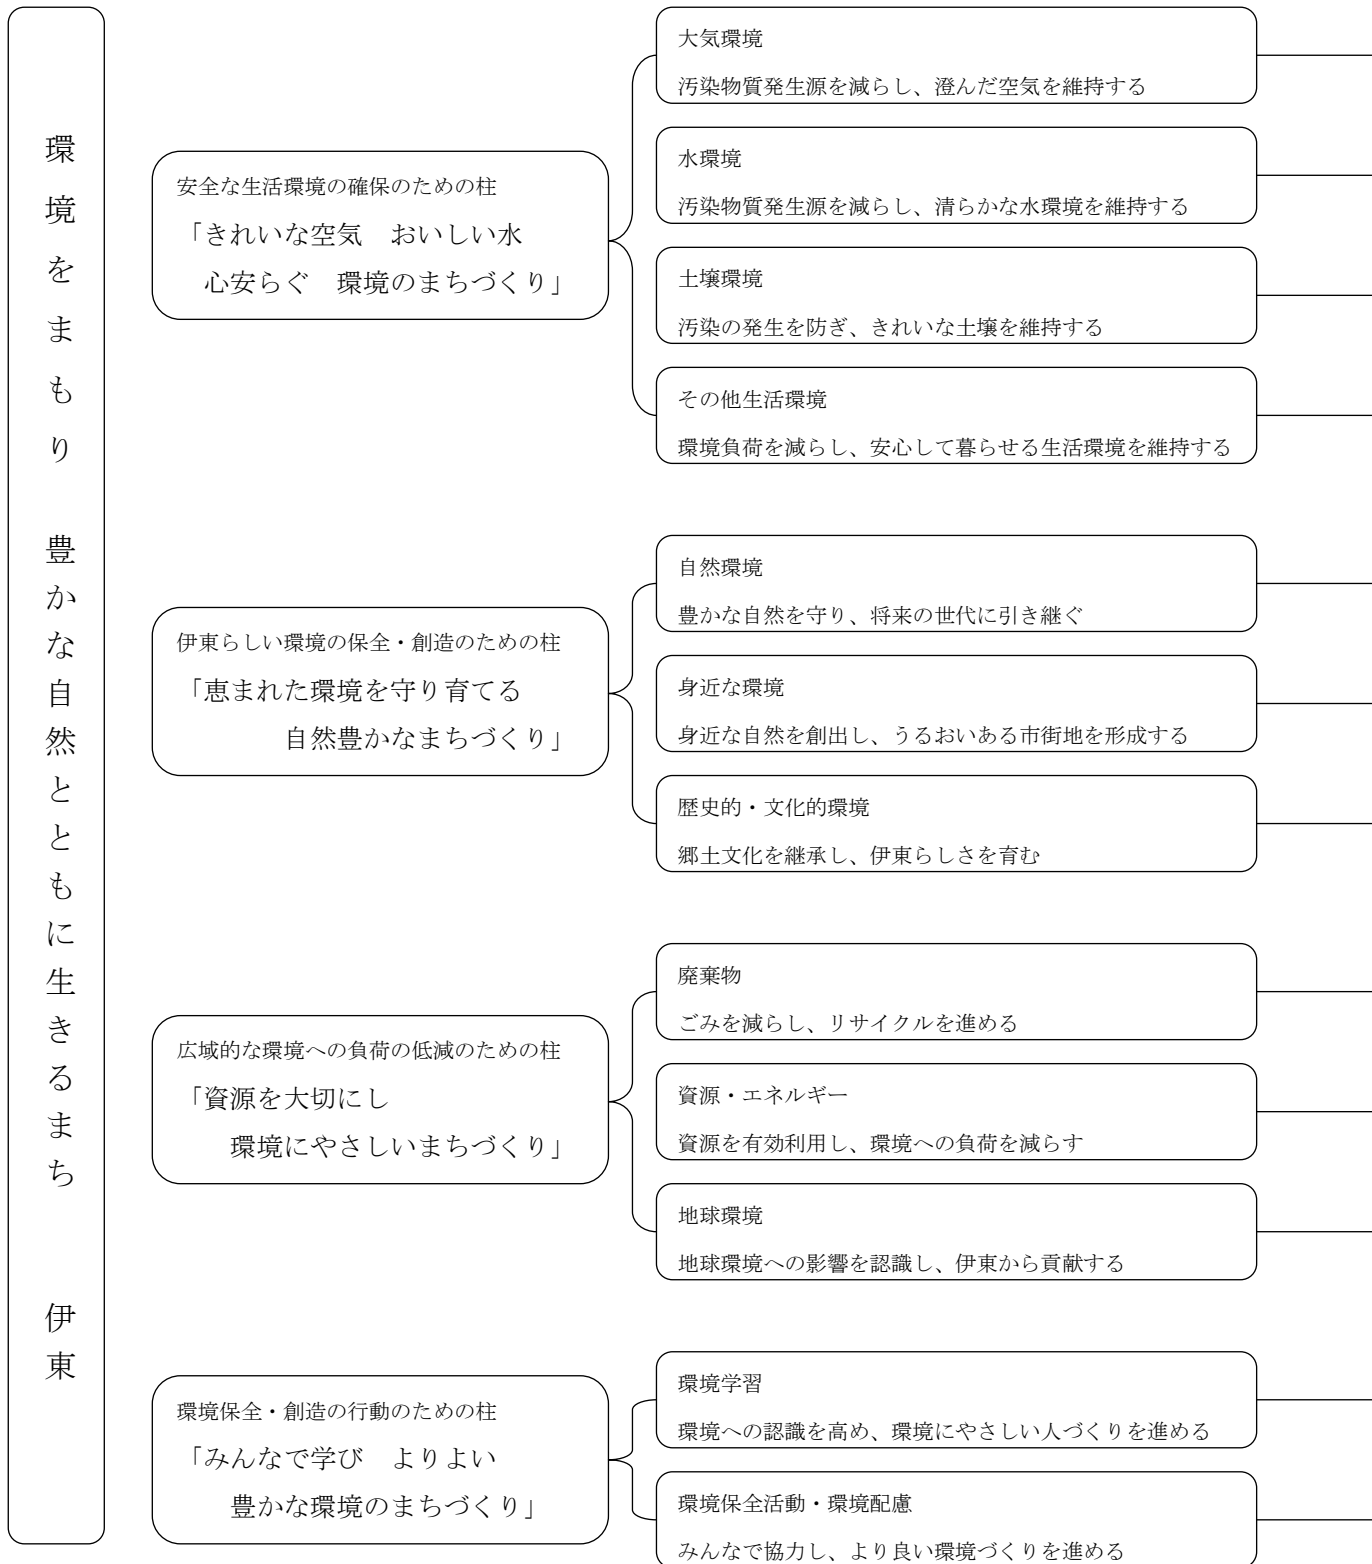 環境をまもり　豊かな自然とともに生きるまち　伊東
安全な生活環境の確保のための柱
「きれいな空気　おいしい水
心安らぐ　環境のまちづくり」
大気環境
汚染物質発生源を減らし、澄んだ空気を維持する
水環境
汚染物質発生源を減らし、清らかな水環境を維持する
土壌環境
汚染の発生を防ぎ、きれいな土壌を維持する
その他生活環境
環境負荷を減らし、安心して暮らせる生活環境を維持する
伊東らしい環境の保全・創造のための柱
「恵まれた環境を守り育てる
自然豊かなまちづくり」
自然環境
豊かな自然を守り、将来の世代に引き継ぐ
身近な環境
身近な自然を創出し、うるおいある市街地を形成する
歴史的・文化的環境
郷土文化を継承し、伊東らしさを育む
広域的な環境への負荷の低減のための柱
「資源を大切にし
環境にやさしいまちづくり」
廃棄物
ごみを減らし、リサイクルを進める
資源・エネルギー
資源を有効利用し、環境への負荷を減らす
地球環境
地球環境への影響を認識し、伊東から貢献する
環境保全・創造の行動のための柱
「みんなで学び　よりよい
豊かな環境のまちづくり」
環境学習
環境への認識を高め、環境にやさしい人づくりを進める
環境保全活動・環境配慮
みんなで協力し、より良い環境づくりを進める